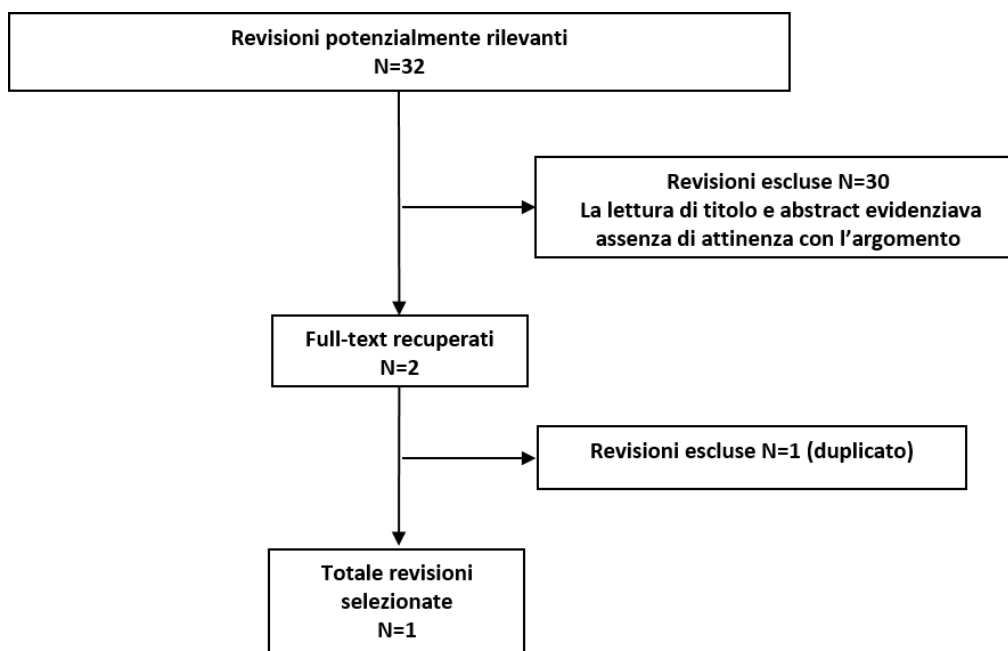 Revisioni potenzialmente rilevanti
N=32
Revisioni escluse N=30
La lettura di titolo e abstract evidenziava
assenza di attinenza con l’argomento
Full-text recuperati
N=2
Revisioni escluse N=1 (duplicato)
Totale revisioni
selezionate
N=1